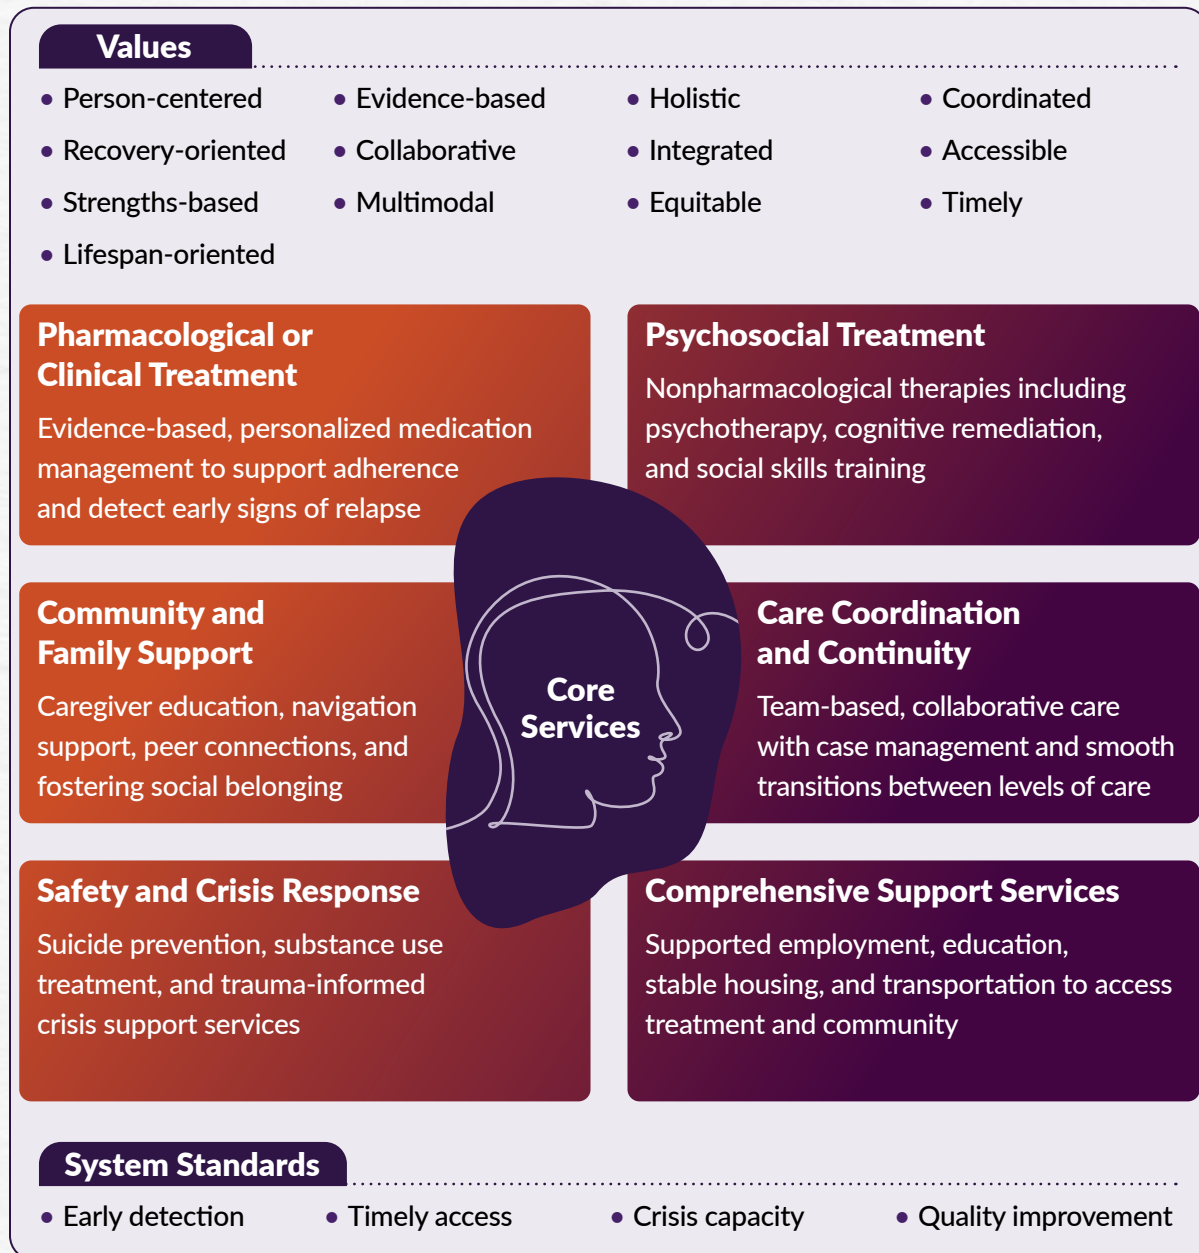 Values
• Person-centered
• Recovery-oriented
• Strengths-based
• Lifespan-oriented
• Evidence-based
• Collaborative
• Multimodal
• Holistic
• Integrated
• Equitable
• Coordinated
• Accessible
• Timely
Pharmacological or
Clinical Treatment
Evidence-based, personalized medication
management to support adherence
and detect early signs of relapse
Psychosocial Treatment
Nonpharmacological therapies including
psychotherapy, cognitive remediation,
and social skills training
Community and
Family Support
Caregiver education, navigation
support, peer connections, and
fostering social belonging
Core
Services
Care Coordination
and Continuity
Team-based, collaborative care
with case management and smooth
transitions between levels of care
Safety and Crisis Response
Suicide prevention, substance use
treatment, and trauma-informed
crisis support services
Comprehensive Support Services
Supported employment, education,
stable housing, and transportation to access
treatment and community
System Standards
• Early detection
• Timely access
• Crisis capacity
• Quality improvement